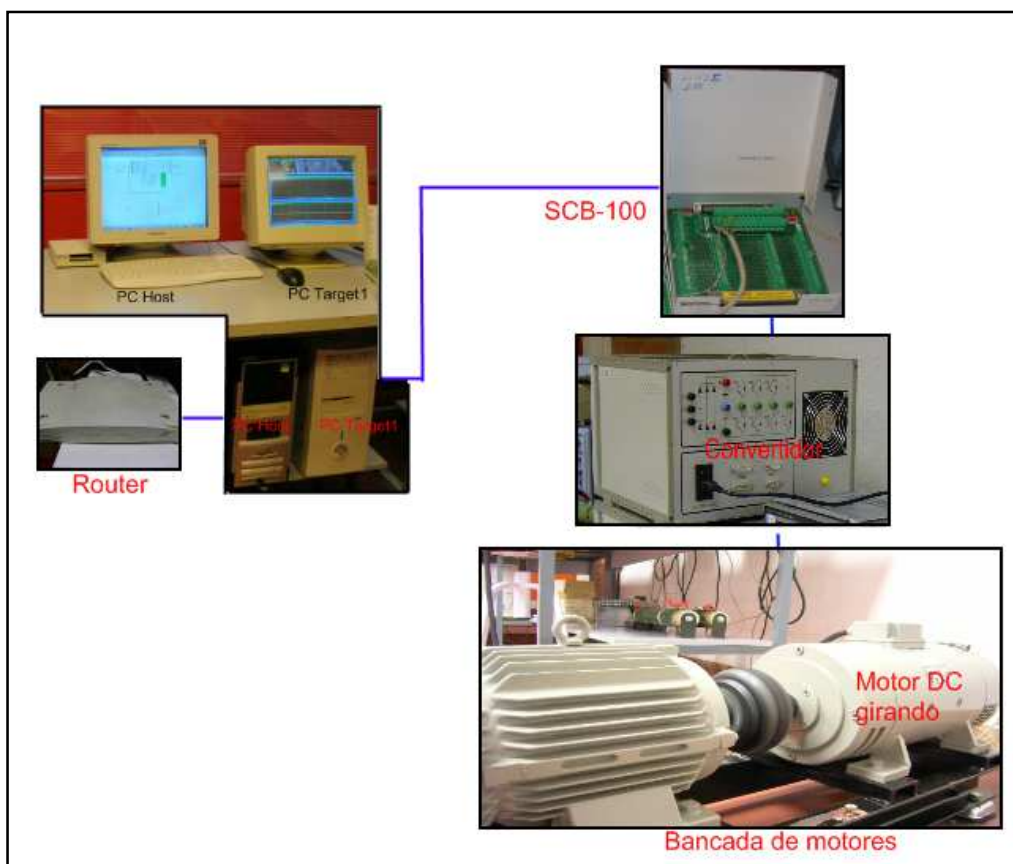 SCB-100
PC Host
PC Target1
PC Host
PC Target1
Router
Convertidor
Motor DC
girando
Bancada de motores